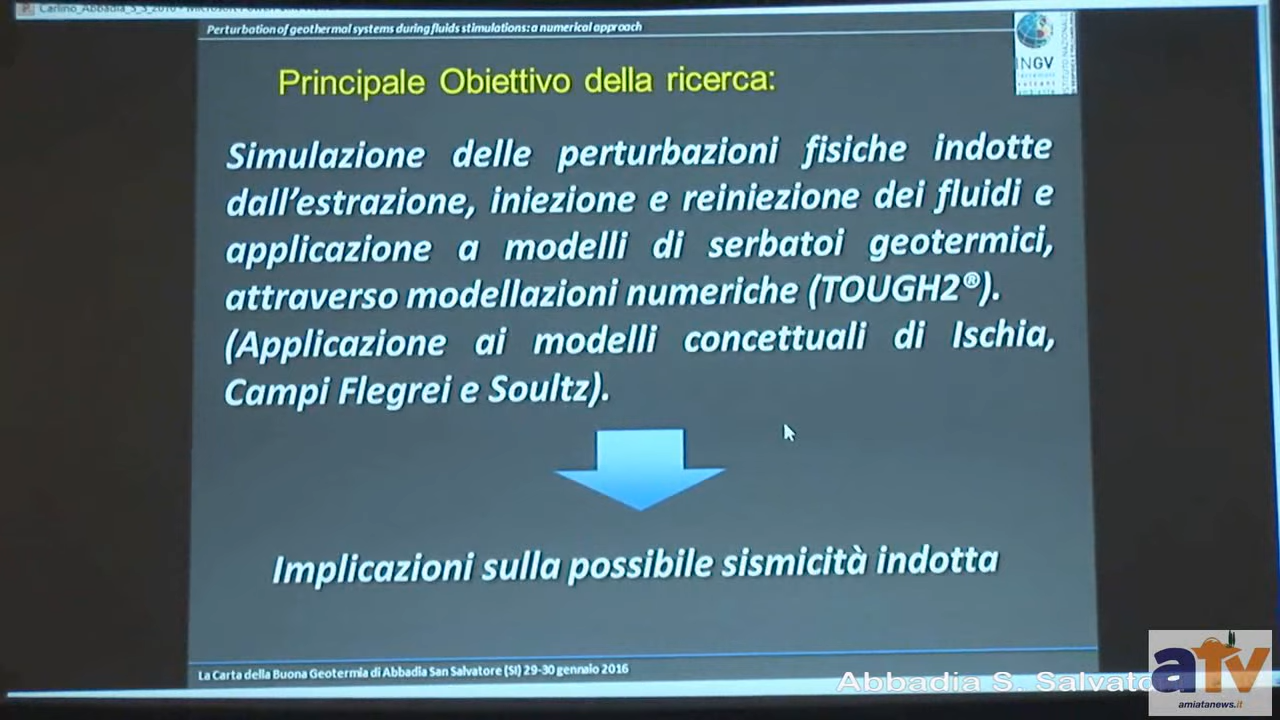 Perturbation of geothermal systems during fluids stimulations: a numerical approach
INGV
Principale Obiettivo della ricerca:
Simulazione delle perturbazioni fisiche indotte
dall'estrazione, iniezione e reiniezione dei fluidi e
applicazione a modelli di serbatoi geotermici,
attraverso modellazioni numeriche (TOUGH2®).
(Applicazione ai modelli concettuali di Ischia,
Campi Flegrei e Soultz).
Implicazioni sulla possibile sismicità indotta
La Carta della Buona Geotermia di Abbadia San Salvatore (SI) 29-30 gennaio 2016
Abbadia S. Salvato
aTv
amiatanews.it